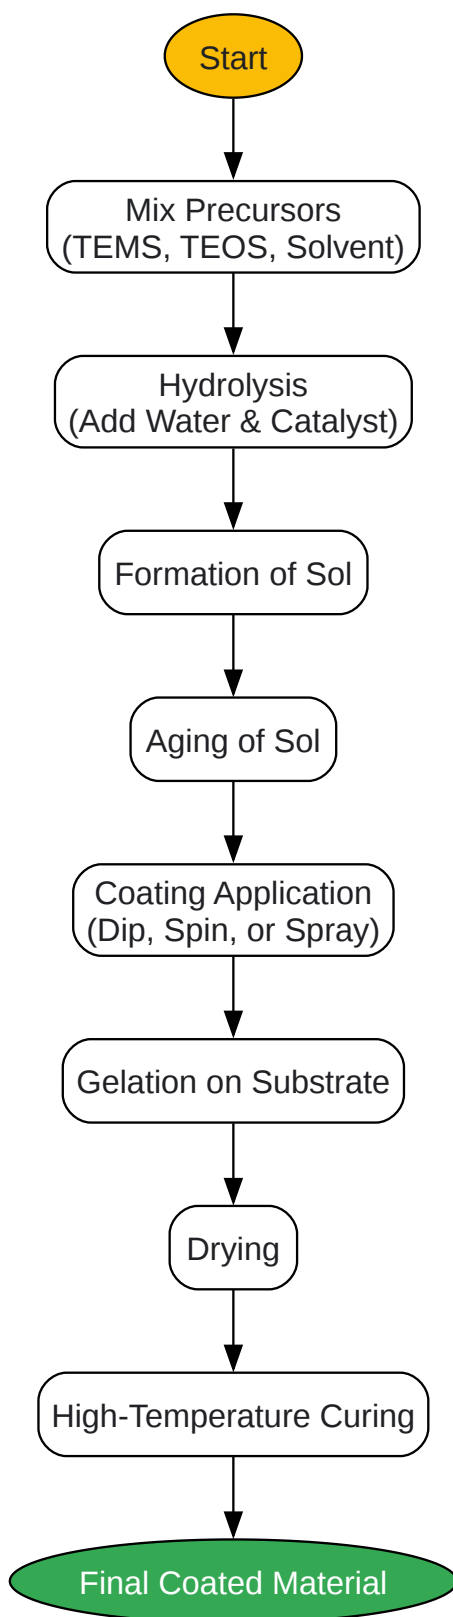 Start
Mix Precursors
(TEMS, TEOS, Solvent)
Hydrolysis
(Add Water & Catalyst)
Formation of Sol
Aging of Sol
Coating Application
(Dip, Spin, or Spray)
Gelation on Substrate
Drying
High-Temperature Curing
Final Coated Material